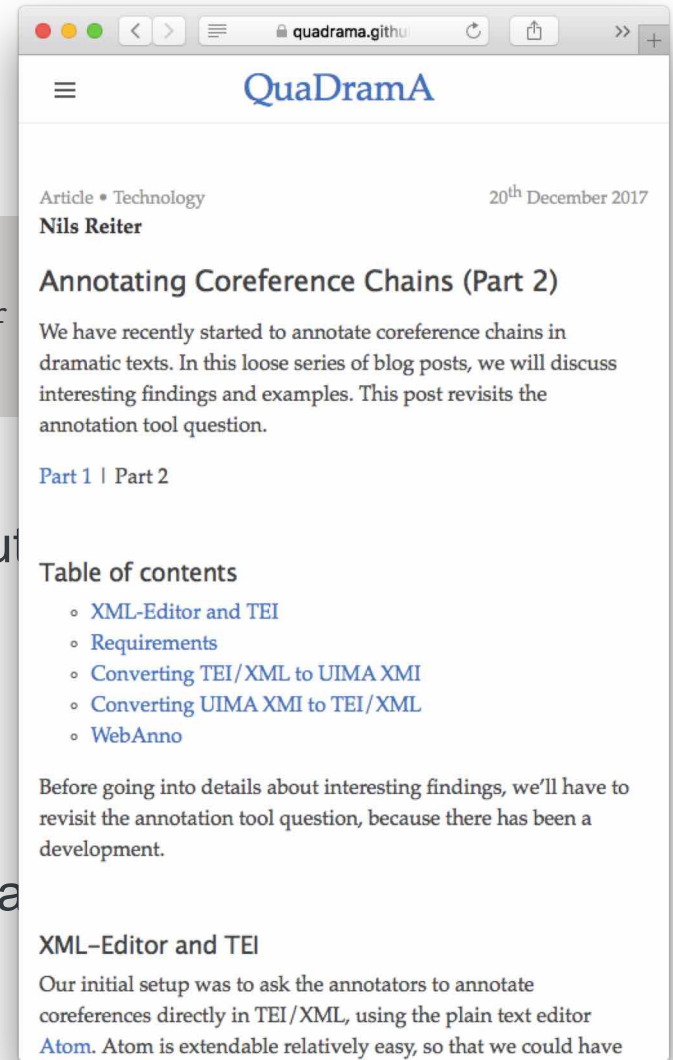 quadrama.githu
QuaDramA
Article • Technology
20th December 2017
Nils Reiter
Annotating Coreference Chains (Part 2)
We have recently started to annotate coreference chains in
dramatic texts. In this loose series of blog posts, we will discuss
interesting findings and examples. This post revisits the
annotation tool question.
Part 1 | Part 2
Table of contents
XML-Editor and TEI
Requirements
Converting TEI/XML to UIMA XMI
Converting UIMA XMI to TEI/XML
WebAnno
Before going into details about interesting findings, we'll have to
revisit the annotation tool question, because there has been a
development.
XML-Editor and TEI
Our initial setup was to ask the annotators to annotate
coreferences directly in TEI/XML, using the plain text editor
Atom. Atom is extendable relatively easy, so that we could have